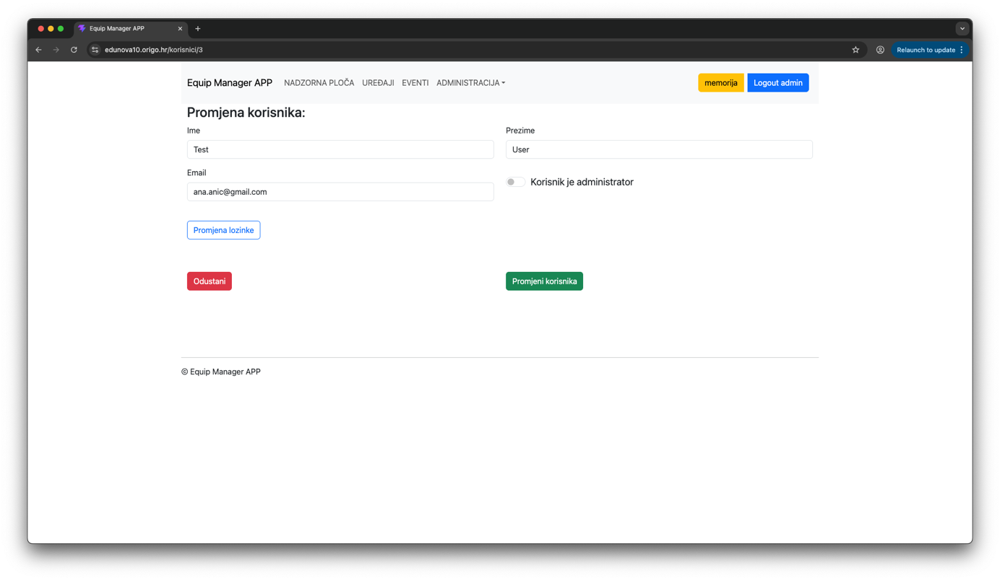 Equip Manager APP
edunova10.origo.hr/korisnici/3
Relaunch to update
Equip Manager APP NADZORNA PLOČA UREĐAJI EVENTI ADMINISTRACIJA memorija Logout admin
Promjena korisnika:
Ime Prezime
Test User
Email
Korisnik je administrator
ana.anic@gmail.com
Promjena lozinke
Odustani Promjeni korisnika
© Equip Manager APP